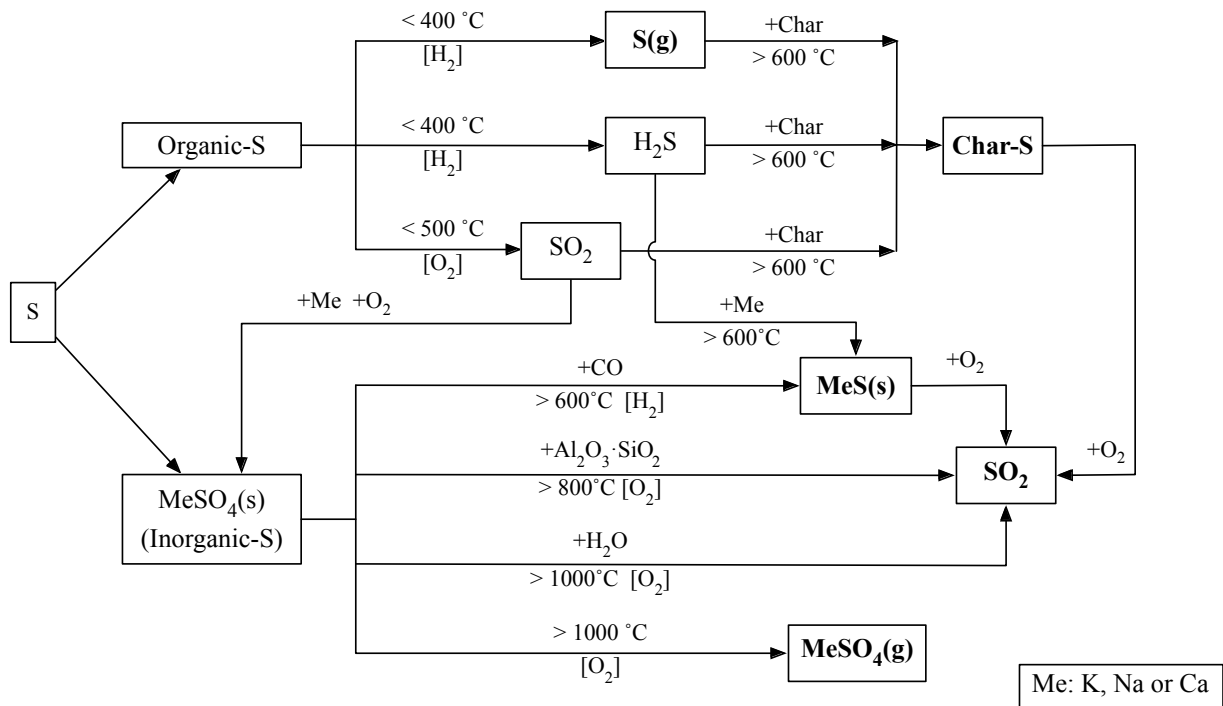 < 400 ˚C
[H₂]
S(g)
+Char
> 600 ˚C
Organic-S
< 400 ˚C
[H₂]
H₂S
+Char
> 600 ˚C
Char-S
< 500 ˚C
[O₂]
SO₂
+Char
> 600 ˚C
S
+Me +O₂
+Me
> 600˚C
+CO
> 600˚C [H₂]
MeS(s)
+O₂
+Al₂O₃·SiO₂
> 800˚C [O₂]
SO₂
+O₂
MeSO₄(s)
(Inorganic-S)
+H₂O
> 1000˚C [O₂]
> 1000 ˚C
[O₂]
MeSO₄(g)
Me: K, Na or Ca